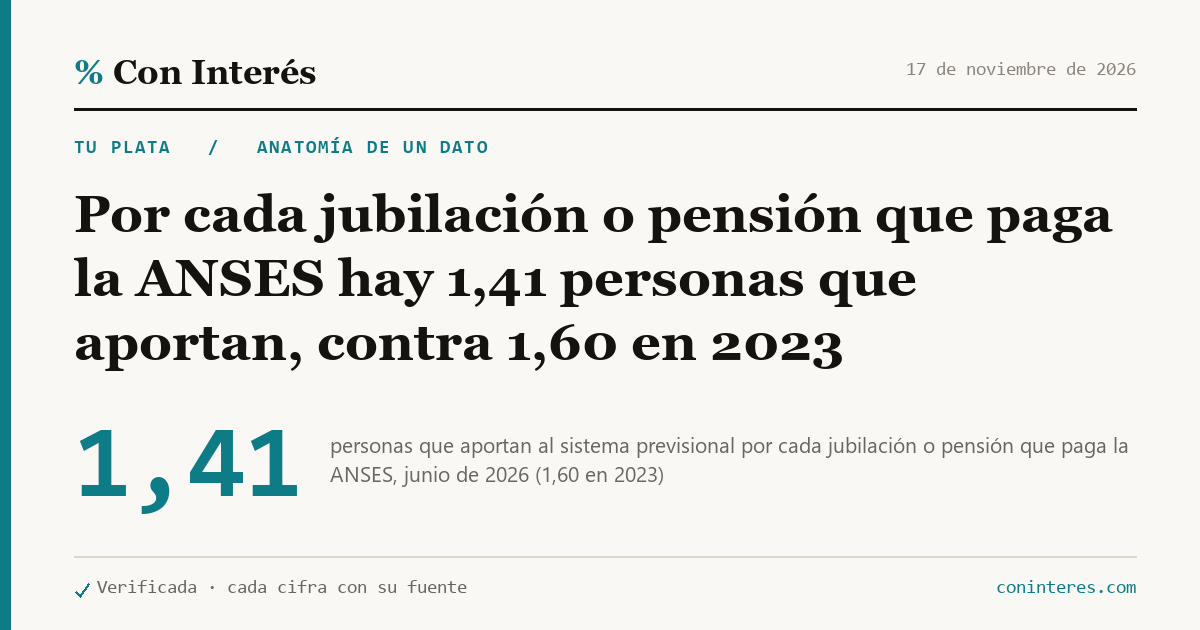 % Con Interés
17 de noviembre de 2026
TU PLATA / ANATOMÍA DE UN DATO
Por cada jubilación o pensión que paga
la ANSES hay 1,41 personas que
aportan, contra 1,60 en 2023
1,41
personas que aportan al sistema previsional por cada jubilación o pensión que paga la
ANSES, junio de 2026 (1,60 en 2023)
✓ Verificada · cada cifra con su fuente
coninteres.com